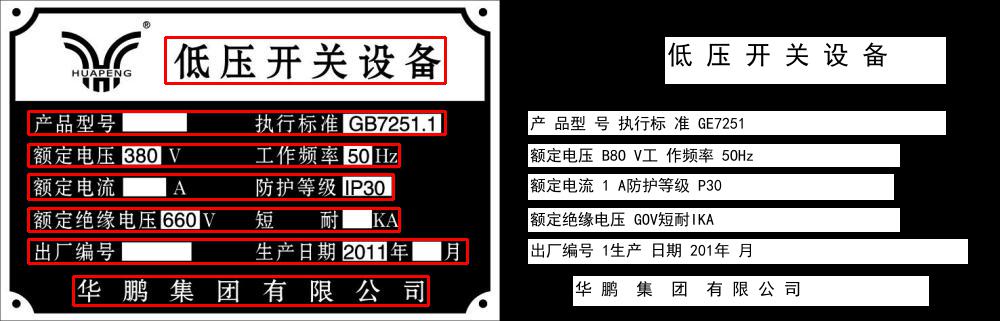 HUAPENG ®
低压开关设备
产品型号 执行标准 GB7251.1
额定电压 380 V 工作频率 50 Hz
额定电流 A 防护等级 IP30
额定绝缘电压 660 V 短 耐 KA
出厂编号 生产日期 2011 年 月
华鹏集团有限公司
低 压 开 关 设 备
产 品型 号 执行标 准 GE7251
额定电压 B80 V工 作频率 50Hz
额定电流 1 A防护等级 P30
额定绝缘电压 GOV短耐IKA
出厂编号 1生产 日期 201年 月
华 鹏 集 团 有 限 公 司